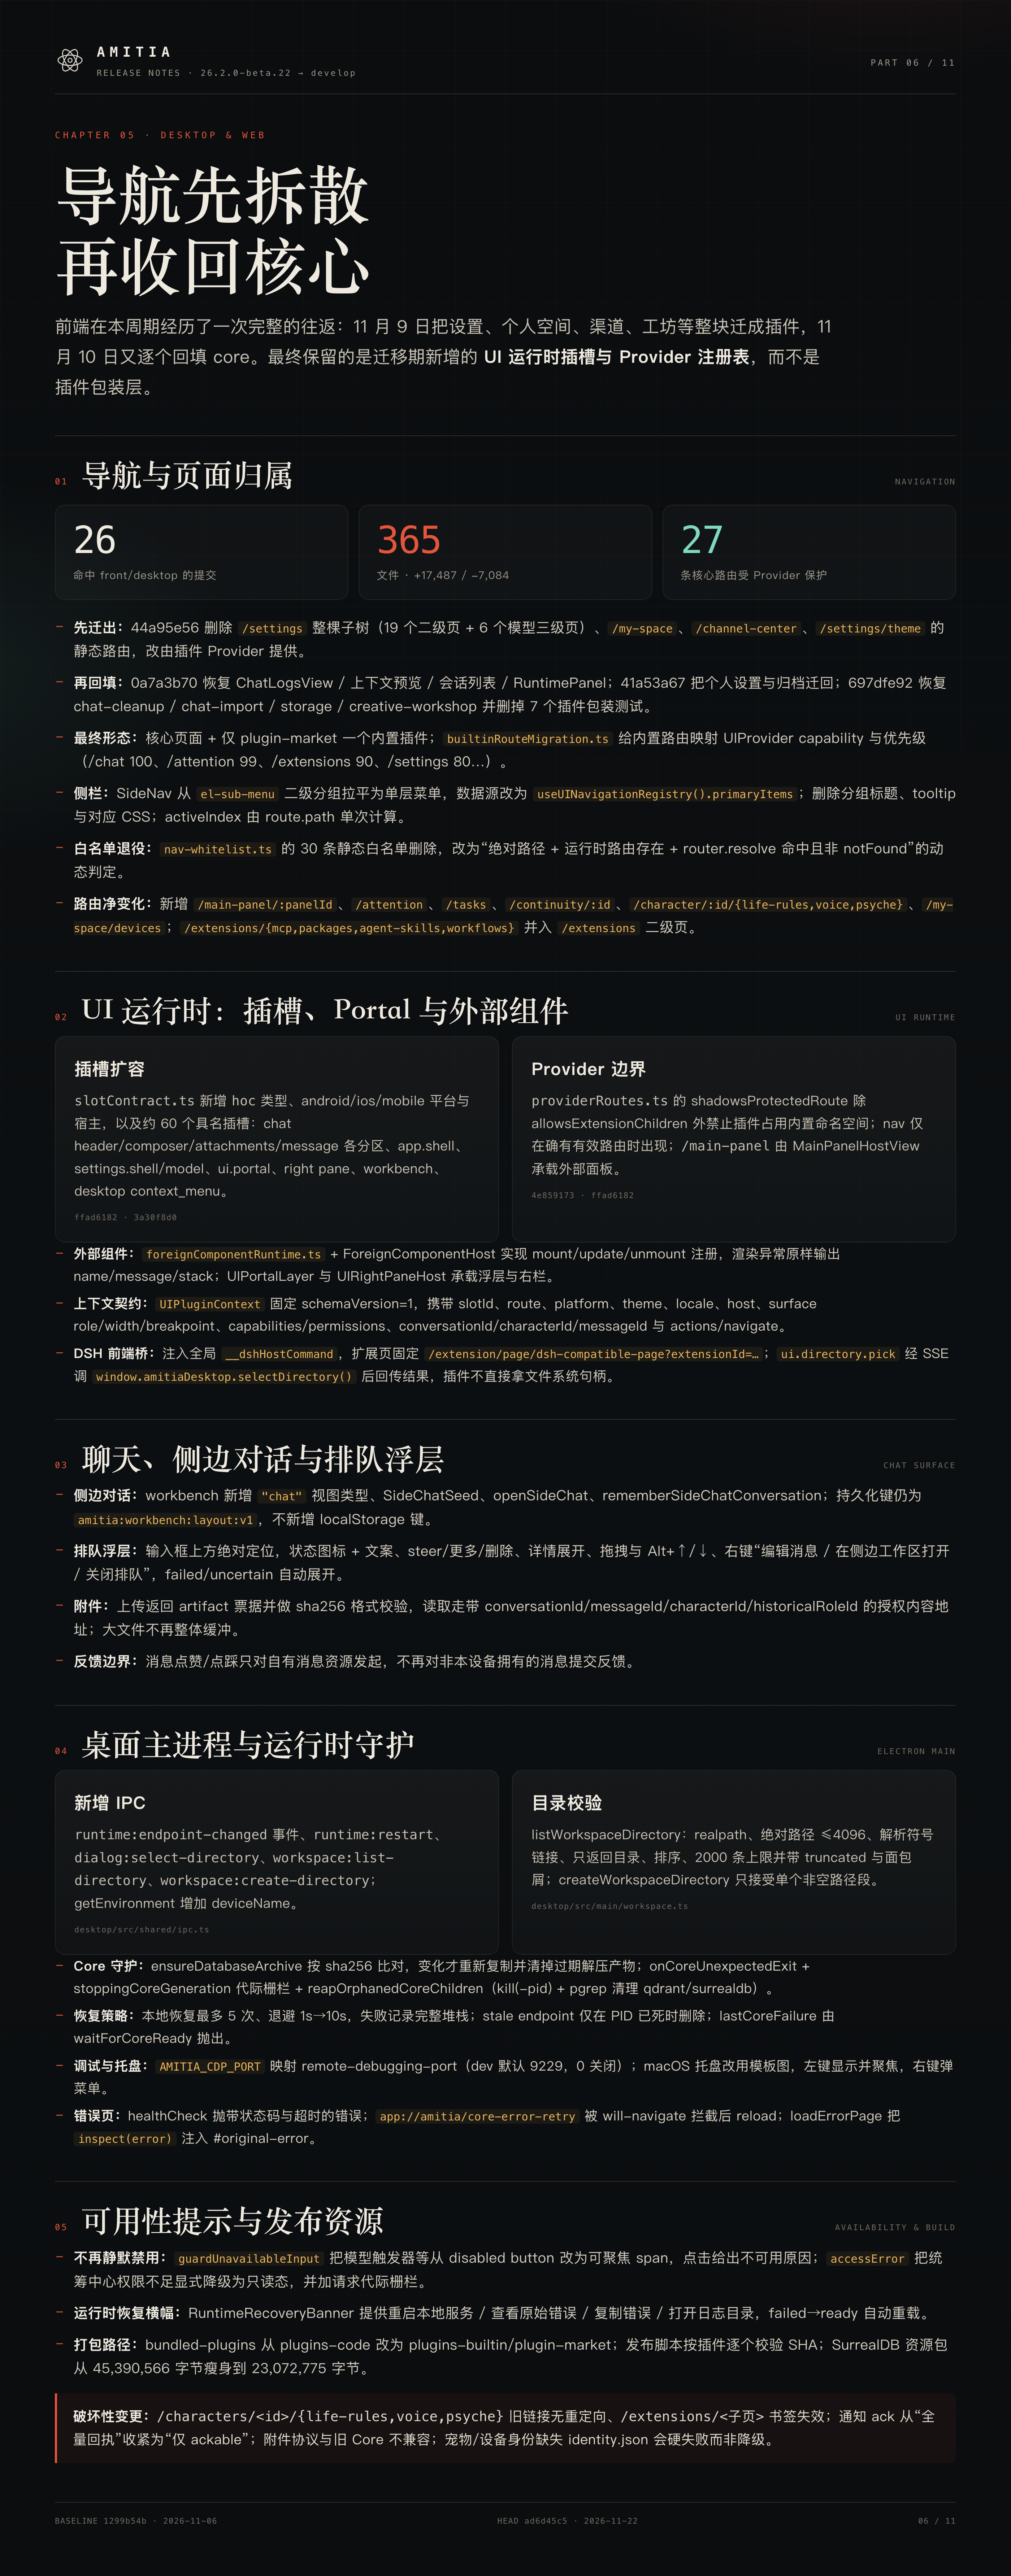 AMITIA
RELEASE NOTES · 26.2.0-beta.22 → develop
PART 06 / 11
CHAPTER 05 · DESKTOP & WEB
导航先拆散
再收回核心
前端在本周期经历了一次完整的往返：11 月 9 日把设置、个人空间、渠道、工坊等整块迁成插件，11
月 10 日又逐个回填 core。最终保留的是迁移期新增的 UI 运行时插槽与 Provider 注册表，而不是
插件包装层。
01 导航与页面归属
NAVIGATION
26
命中 front/desktop 的提交
365
文件 · +17,487 / −7,084
27
条核心路由受 Provider 保护
– 先迁出：44a95e56 删除 /settings 整棵子树（19 个二级页 + 6 个模型三级页）、/my-space、/channel-center、/settings/theme 的
静态路由，改由插件 Provider 提供。
– 再回填：0a7a3b70 恢复 ChatLogsView / 上下文预览 / 会话列表 / RuntimePanel；41a53a67 把个人设置与归档迁回；697dfe92 恢复
chat-cleanup / chat-import / storage / creative-workshop 并删掉 7 个插件包装测试。
– 最终形态：核心页面 + 仅 plugin-market 一个内置插件；builtinRouteMigration.ts 给内置路由映射 UIProvider capability 与优先级
（/chat 100、/attention 99、/extensions 90、/settings 80…）。
– 侧栏：SideNav 从 el-sub-menu 二级分组拉平为单层菜单，数据源改为 useUINavigationRegistry().primaryItems；删除分组标题、tooltip
与对应 CSS；activeIndex 由 route.path 单次计算。
– 白名单退役：nav-whitelist.ts 的 30 条静态白名单删除，改为“绝对路径 + 运行时路由存在 + router.resolve 命中且非 notFound”的动
态判定。
– 路由净变化：新增 /main-panel/:panelId、/attention、/tasks、/continuity/:id、/character/:id/{life-rules,voice,psyche}、/my-
space/devices；/extensions/{mcp,packages,agent-skills,workflows} 并入 /extensions 二级页。
02 UI 运行时：插槽、Portal 与外部组件
UI RUNTIME
插槽扩容
slotContract.ts 新增 hoc 类型、android/ios/mobile 平台与
宿主，以及约 60 个具名插槽：chat
header/composer/attachments/message 各分区、app.shell、
settings.shell/model、ui.portal、right pane、workbench、
desktop context_menu。
ffad6182 · 3a30f8d0
Provider 边界
providerRoutes.ts 的 shadowsProtectedRoute 除
allowsExtensionChildren 外禁止插件占用内置命名空间；nav 仅
在确有有效路由时出现；/main-panel 由 MainPanelHostView
承载外部面板。
4e859173 · ffad6182
– 外部组件：foreignComponentRuntime.ts + ForeignComponentHost 实现 mount/update/unmount 注册，渲染异常原样输出
name/message/stack；UIPortalLayer 与 UIRightPaneHost 承载浮层与右栏。
– 上下文契约：UIPluginContext 固定 schemaVersion=1，携带 slotId、route、platform、theme、locale、host、surface
role/width/breakpoint、capabilities/permissions、conversationId/characterId/messageId 与 actions/navigate。
– DSH 前端桥：注入全局 __dshHostCommand，扩展页固定 /extension/page/dsh-compatible-page?extensionId=…；ui.directory.pick 经 SSE
调 window.amitiaDesktop.selectDirectory() 后回传结果，插件不直接拿文件系统句柄。
03 聊天、侧边对话与排队浮层
CHAT SURFACE
– 侧边对话：workbench 新增 "chat" 视图类型、SideChatSeed、openSideChat、rememberSideChatConversation；持久化键仍为
amitia:workbench:layout:v1，不新增 localStorage 键。
– 排队浮层：输入框上方绝对定位，状态图标 + 文案、steer/更多/删除、详情展开、拖拽与 Alt+↑/↓、右键“编辑消息 / 在侧边工作区打开
/ 关闭排队”，failed/uncertain 自动展开。
– 附件：上传返回 artifact 票据并做 sha256 格式校验，读取走带 conversationId/messageId/characterId/historicalRoleId 的授权内容地
址；大文件不再整体缓冲。
– 反馈边界：消息点赞/点踩只对自有消息资源发起，不再对非本设备拥有的消息提交反馈。
04 桌面主进程与运行时守护
ELECTRON MAIN
新增 IPC
runtime:endpoint-changed 事件、runtime:restart、
dialog:select-directory、workspace:list-
directory、workspace:create-directory；
getEnvironment 增加 deviceName。
desktop/src/shared/ipc.ts
目录校验
listWorkspaceDirectory：realpath、绝对路径 ≤4096、解析符号
链接、只返回目录、排序、2000 条上限并带 truncated 与面包
屑；createWorkspaceDirectory 只接受单个非空路径段。
desktop/src/main/workspace.ts
– Core 守护：ensureDatabaseArchive 按 sha256 比对，变化才重新复制并清掉过期解压产物；onCoreUnexpectedExit +
stoppingCoreGeneration 代际栅栏 + reapOrphanedCoreChildren（kill(-pid) + pgrep 清理 qdrant/surrealdb）。
– 恢复策略：本地恢复最多 5 次、退避 1s→10s，失败记录完整堆栈；stale endpoint 仅在 PID 已死时删除；lastCoreFailure 由
waitForCoreReady 抛出。
– 调试与托盘：AMITIA_CDP_PORT 映射 remote-debugging-port（dev 默认 9229，0 关闭）；macOS 托盘改用模板图，左键显示并聚焦，右键弹
菜单。
– 错误页：healthCheck 抛带状态码与超时的错误；app://amitia/core-error-retry 被 will-navigate 拦截后 reload；loadErrorPage 把
inspect(error) 注入 #original-error。
05 可用性提示与发布资源
AVAILABILITY & BUILD
– 不再静默禁用：guardUnavailableInput 把模型触发器等从 disabled button 改为可聚焦 span，点击给出不可用原因；accessError 把统
筹中心权限不足显式降级为只读态，并加请求代际栅栏。
– 运行时恢复横幅：RuntimeRecoveryBanner 提供重启本地服务 / 查看原始错误 / 复制错误 / 打开日志目录，failed→ready 自动重载。
– 打包路径：bundled-plugins 从 plugins-code 改为 plugins-builtin/plugin-market；发布脚本按插件逐个校验 SHA；SurrealDB 资源包
从 45,390,566 字节瘦身到 23,072,775 字节。
破坏性变更：/characters/<id>/{life-rules,voice,psyche} 旧链接无重定向、/extensions/<子页> 书签失效；通知 ack 从“全
量回执”收紧为“仅 ackable”；附件协议与旧 Core 不兼容；宠物/设备身份缺失 identity.json 会硬失败而非降级。
BASELINE 1299b54b · 2026-11-06
HEAD ad6d45c5 · 2026-11-22
06 / 11